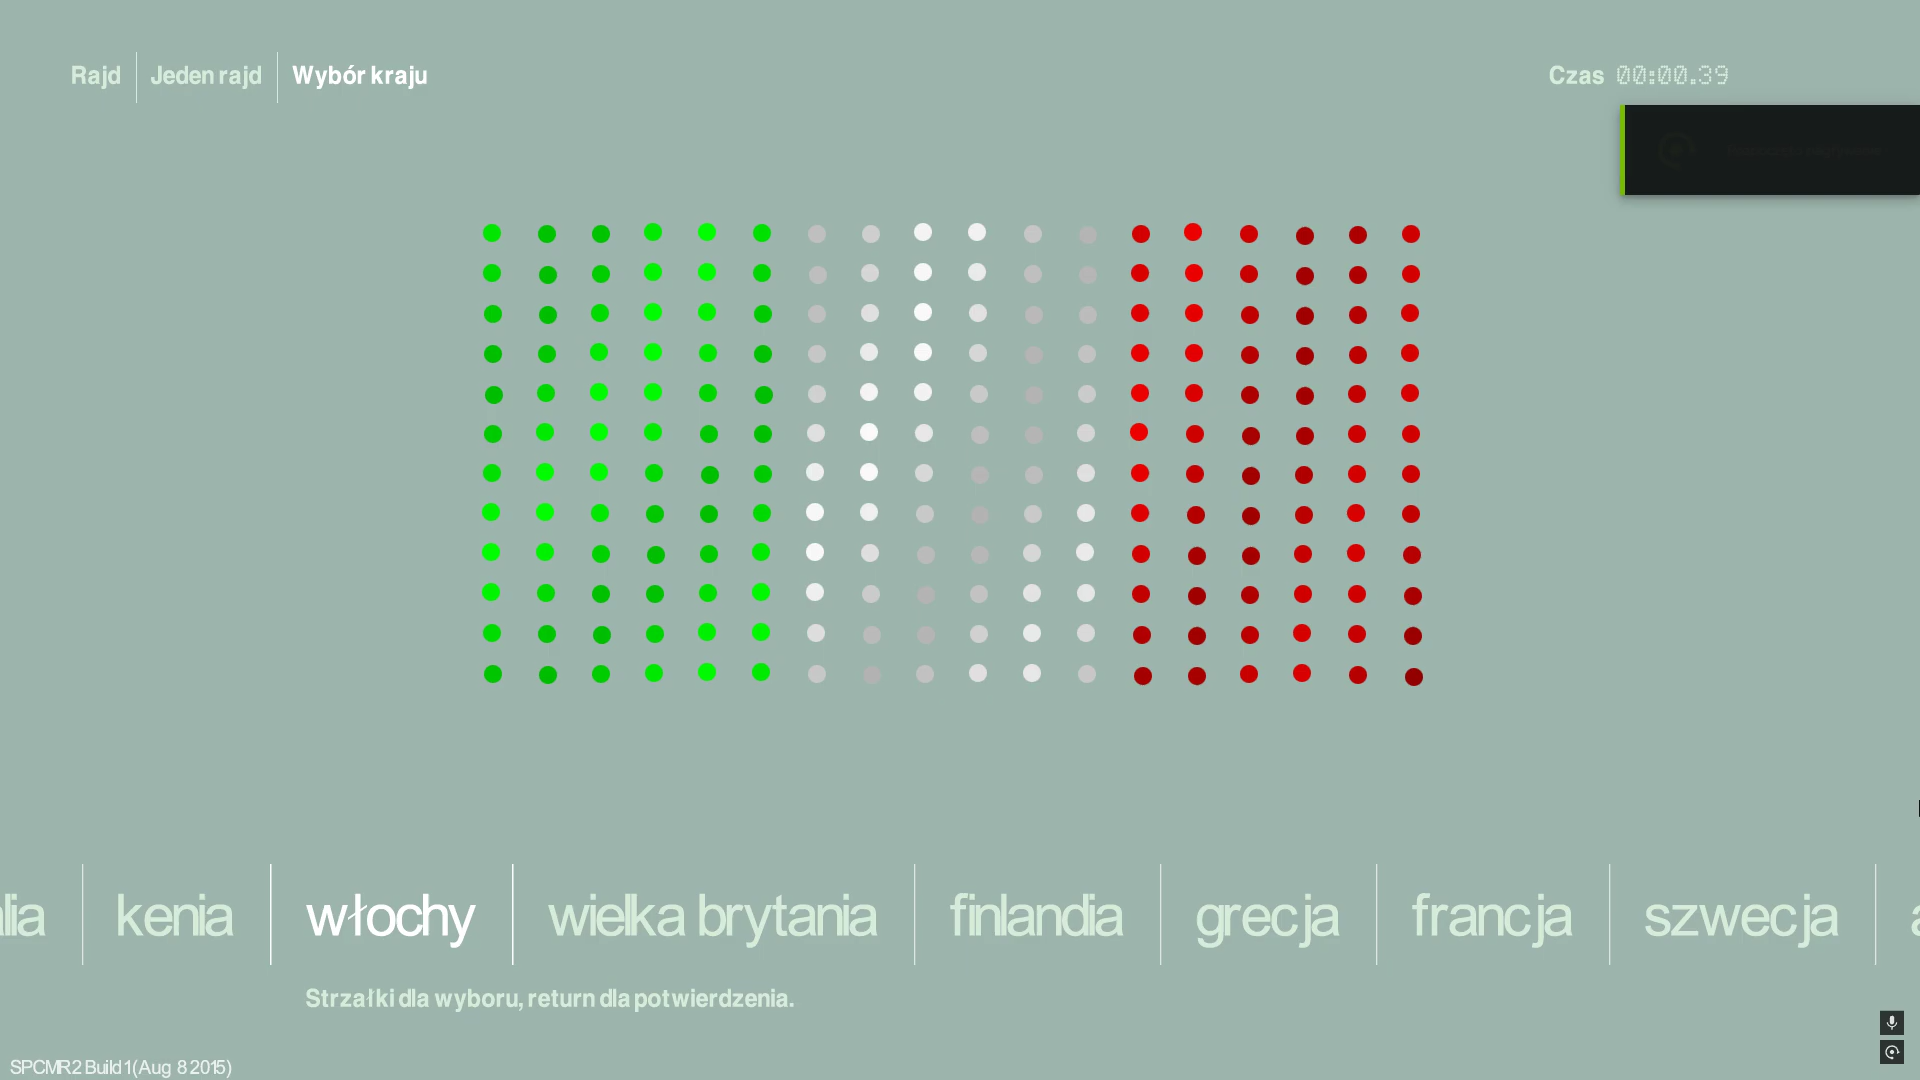 Rajd Jeden rajd Wybór kraju
Czas 00:00.39
lia kenia włochy wielka brytania finlandia grecja francja szwecja
Strzałki dla wyboru, return dla potwierdzenia.
SPCMR2 Build 1 (Aug 8 2015)